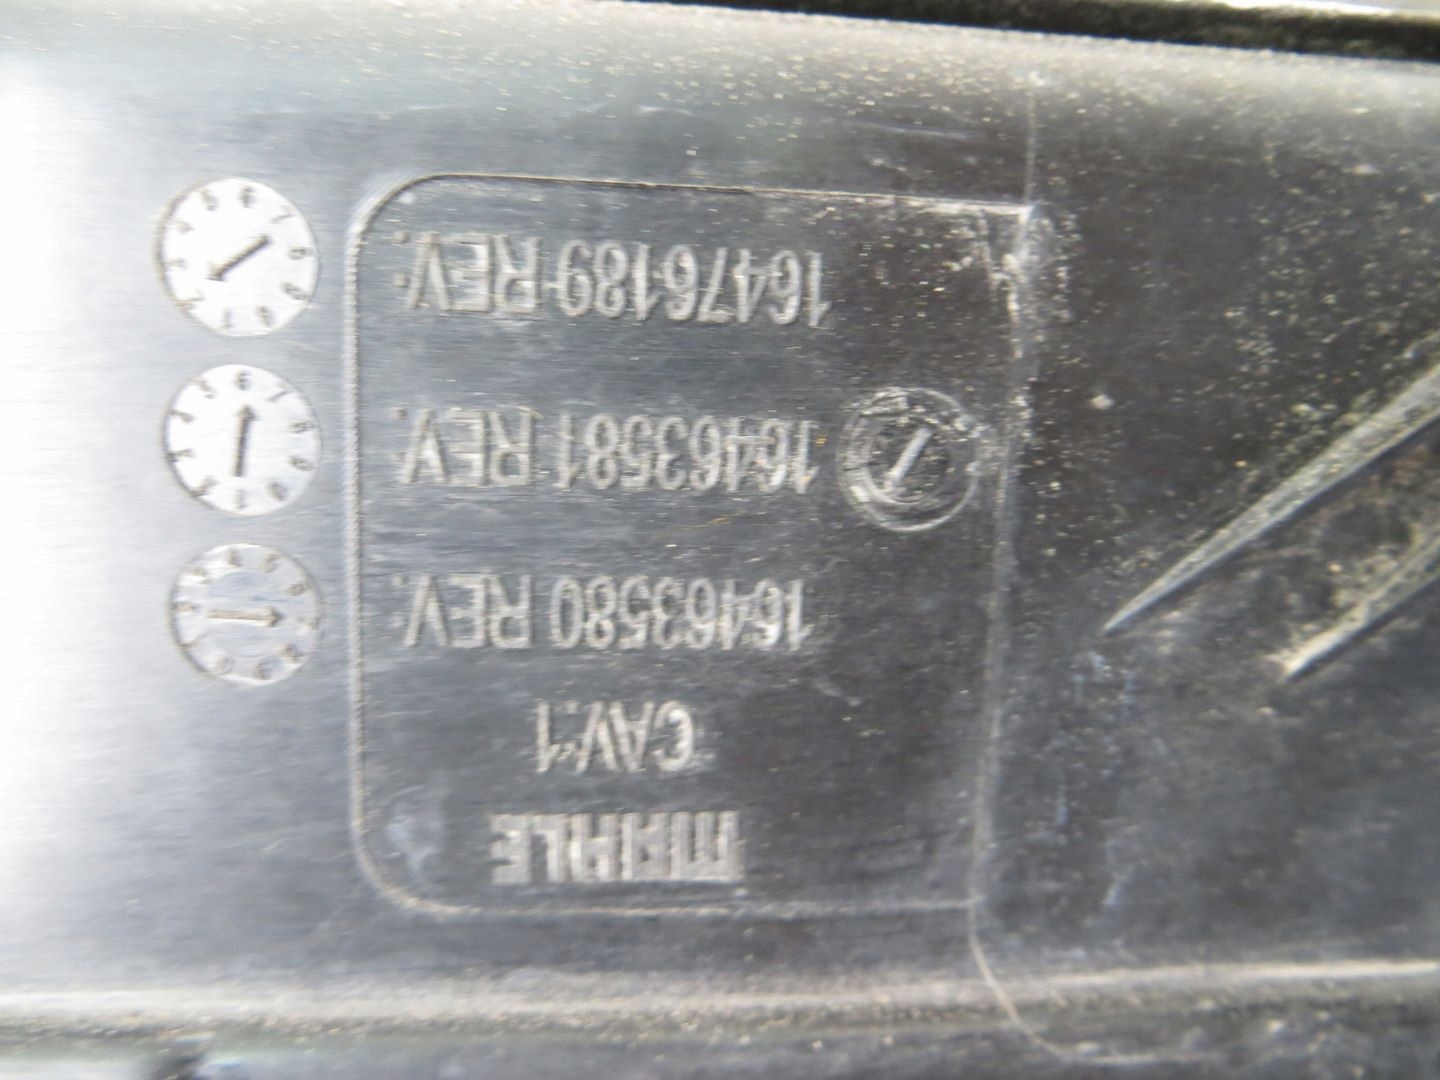 MAHLE
CAV.1
16463580 REV.:
16463581 REV.:
16476189 REV.: